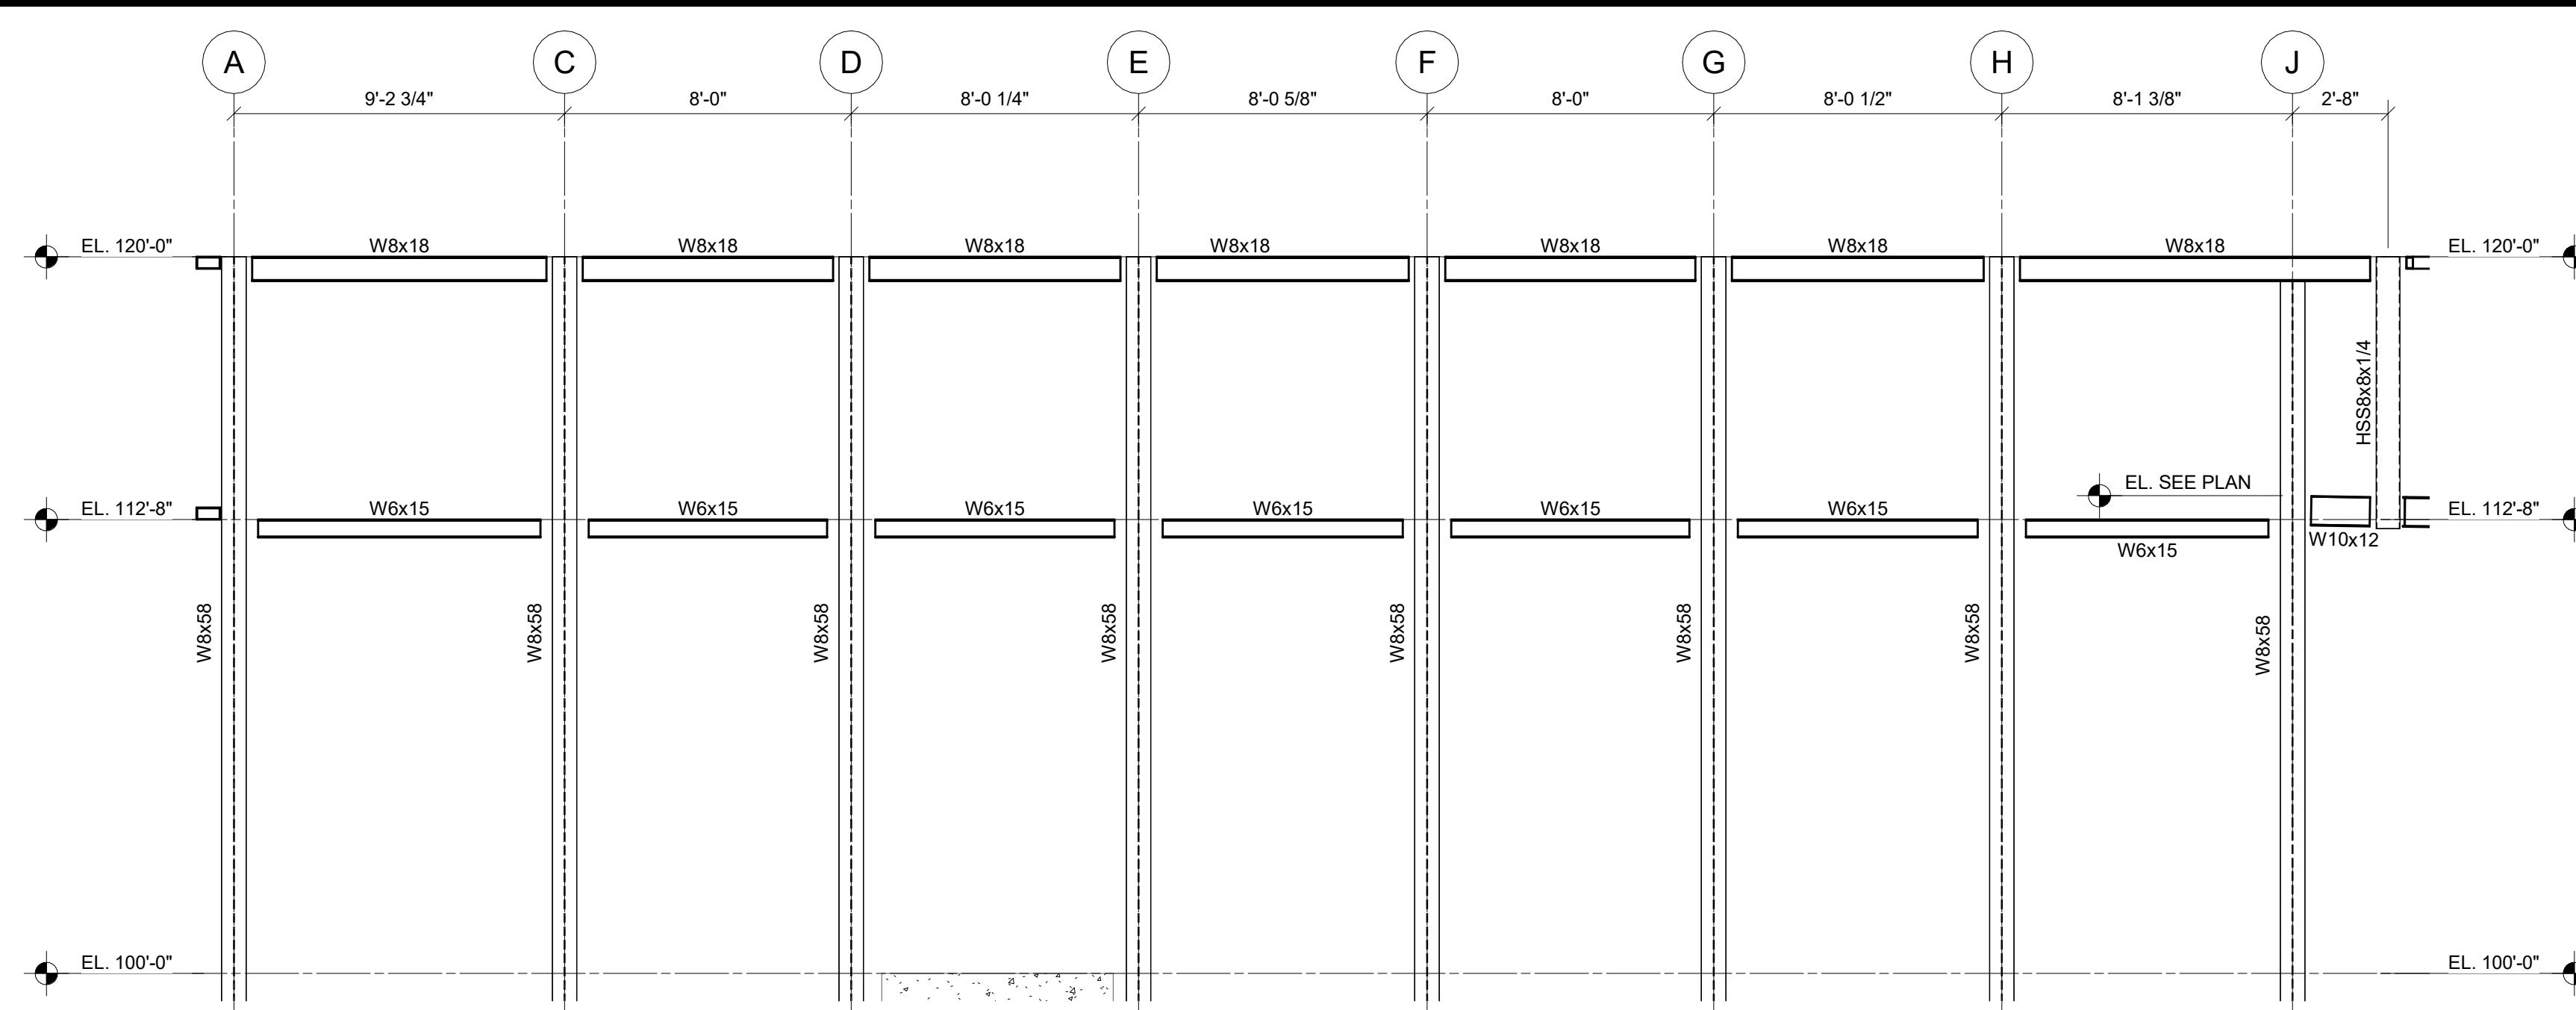 A C D E F G H J
9'-2 3/4" 8'-0" 8'-0 1/4" 8'-0 5/8" 8'-0" 8'-0 1/2" 8'-1 3/8" 2'-8"
EL. 120'-0" W8x18 W8x18 W8x18 W8x18 W8x18 W8x18 W8x18 EL. 120'-0"
HSS8x8x1/4
EL. SEE PLAN
EL. 112'-8" W6x15 W6x15 W6x15 W6x15 W6x15 W6x15 EL. 112'-8"
W10x12
W6x15
W8x58 W8x58 W8x58 W8x58 W8x58 W8x58 W8x58 W8x58
EL. 100'-0" EL. 100'-0"